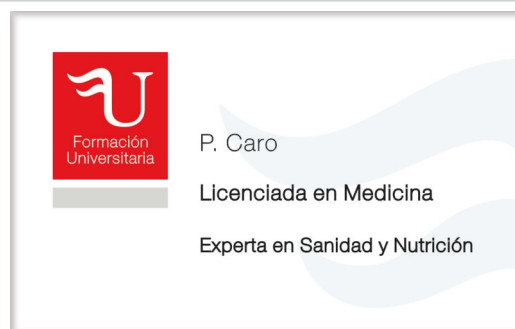 Formación
Universitaria
P. Caro
Licenciada en Medicina
Experta en Sanidad y Nutrición